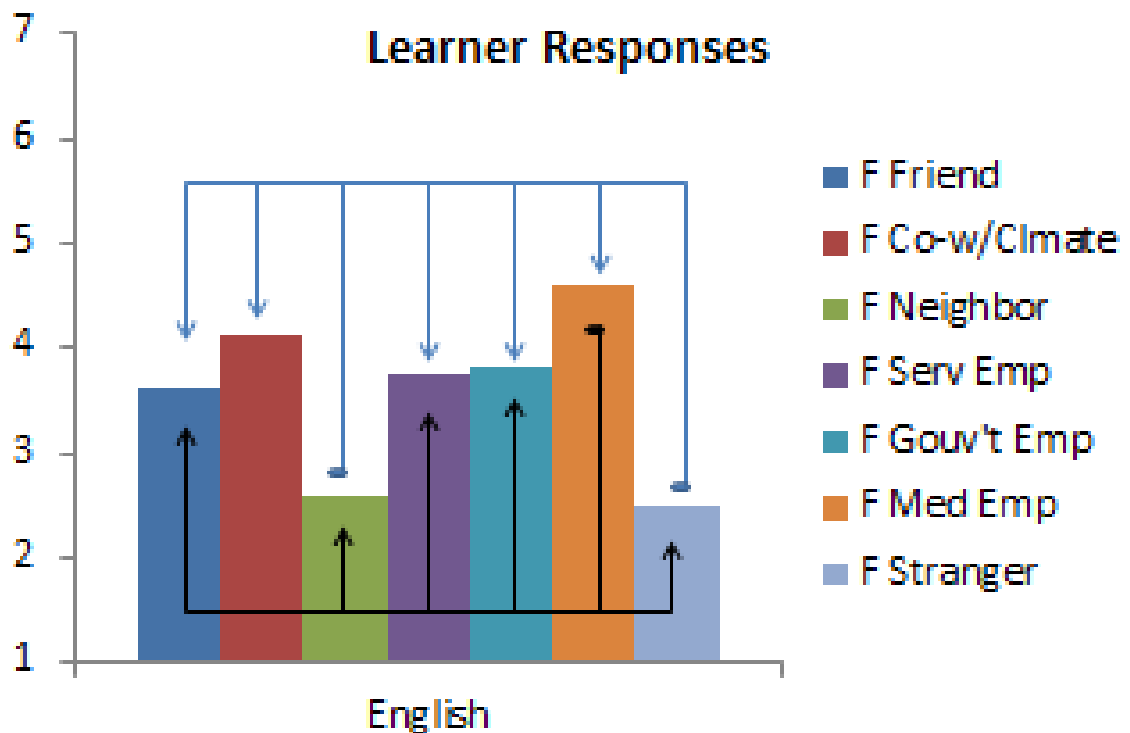 Learner Responses
7
6
5
4
3
2
1
English
F Friend
F Co-w/Clmate
F Neighbor
F Serv Emp
F Gouv't Emp
F Med Emp
F Stranger